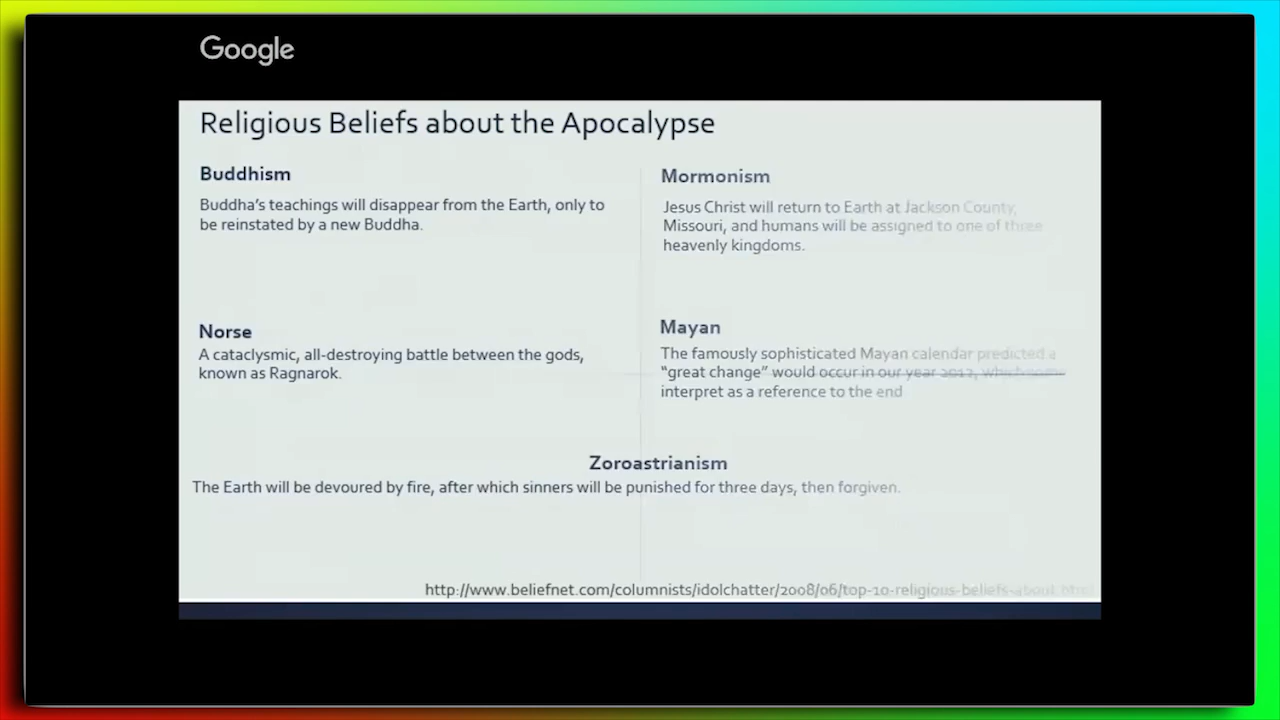 Google
Religious Beliefs about the Apocalypse
Buddhism
Buddha's teachings will disappear from the Earth, only to
be reinstated by a new Buddha.
Mormonism
Jesus Christ will return to Earth at Jackson County,
Missouri, and humans will be assigned to one of three
heavenly kingdoms.
Norse
A cataclysmic, all-destroying battle between the gods,
known as Ragnarok.
Mayan
The famously sophisticated Mayan calendar predicted a
“great change” would occur in our year 2012, which some
interpret as a reference to the end
Zoroastrianism
The Earth will be devoured by fire, after which sinners will be punished for three days, then forgiven.
http://www.beliefnet.com/columnists/idolchatter/2008/06/top-10-religious-beliefs-about.html